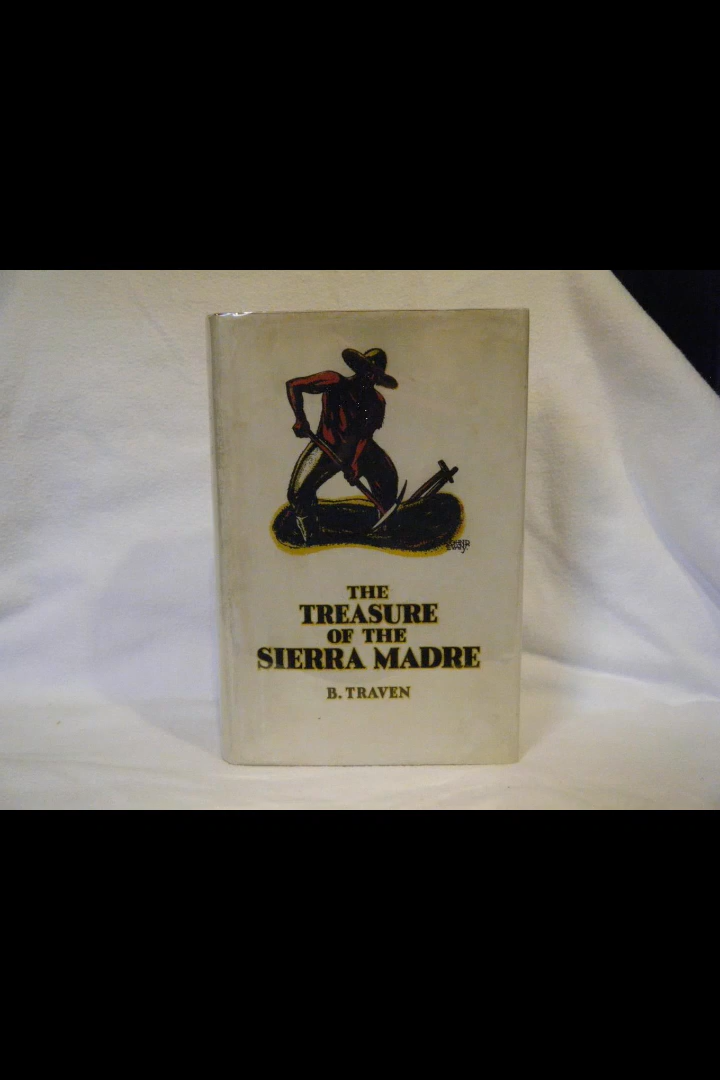 THE
TREASURE
OF THE
SIERRA MADRE
B. TRAVEN